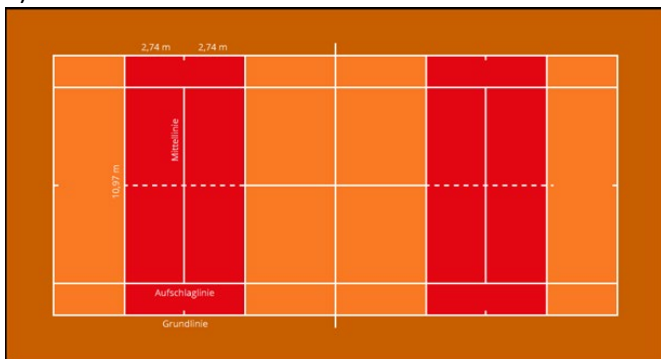 2,74 m 2,74 m
Mittellinie
10,97 m
Aufschlaglinie
Grundlinie